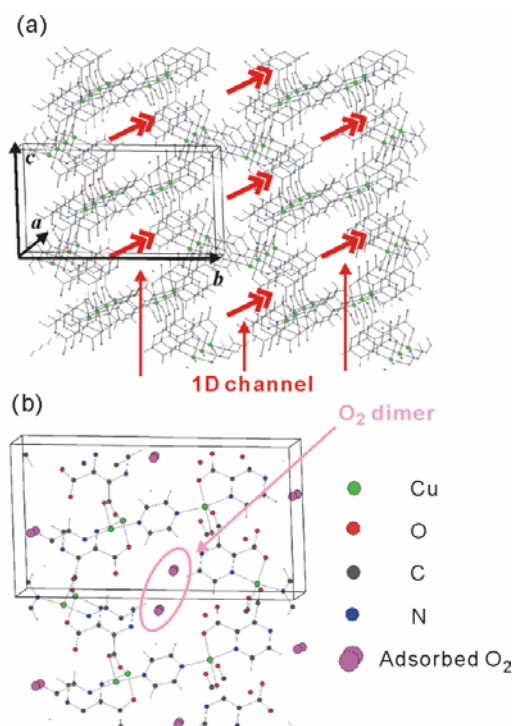 (a)
c
a
b
1D channel
(b)
O₂ dimer
Cu
O
C
N
Adsorbed O₂